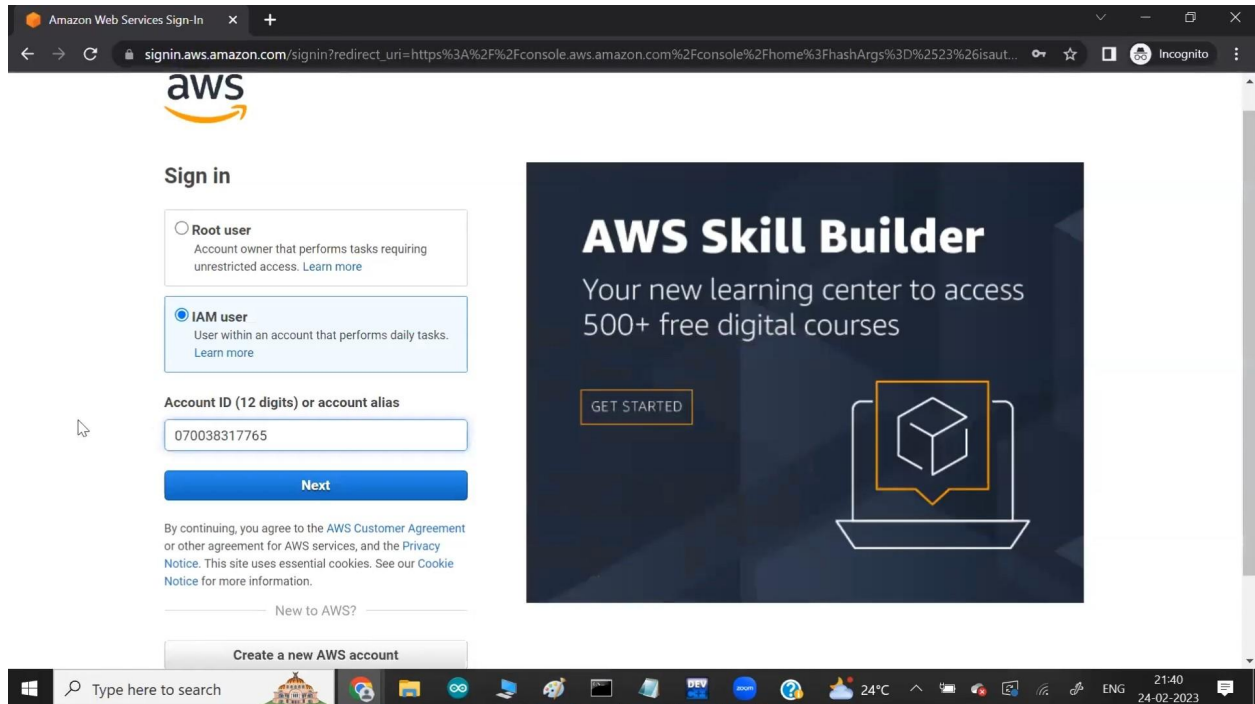 Amazon Web Services Sign-In
signin.aws.amazon.com/signin?redirect_uri=https%3A%2F%2Fconsole.aws.amazon.com%2Fconsole%2Fhome%3FhashArgs%3D%2523%26isaut...
Incognito
aws
Sign in
Root user
Account owner that performs tasks requiring
unrestricted access. Learn more
IAM user
User within an account that performs daily tasks.
Learn more
Account ID (12 digits) or account alias
070038317765
Next
By continuing, you agree to the AWS Customer Agreement
or other agreement for AWS services, and the Privacy
Notice. This site uses essential cookies. See our Cookie
Notice for more information.
New to AWS?
Create a new AWS account
AWS Skill Builder
Your new learning center to access
500+ free digital courses
GET STARTED
Type here to search
DEV
zoom
24°C
ENG
21:40
24-02-2023